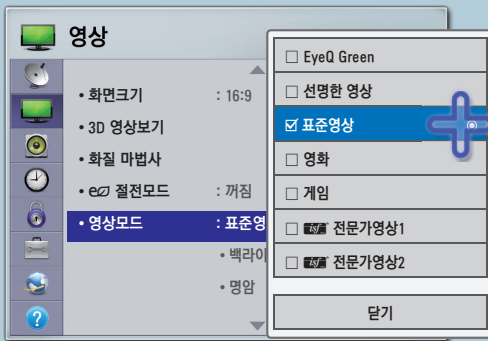 영상
• 화면크기 : 16:9
• 3D 영상보기
• 화질 마법사
• e 절전모드 : 꺼짐
• 영상모드 : 표준영
• 백라이
• 명암
EyeQ Green
선명한 영상
표준영상
영화
게임
isf 전문가영상1
isf 전문가영상2
닫기
?